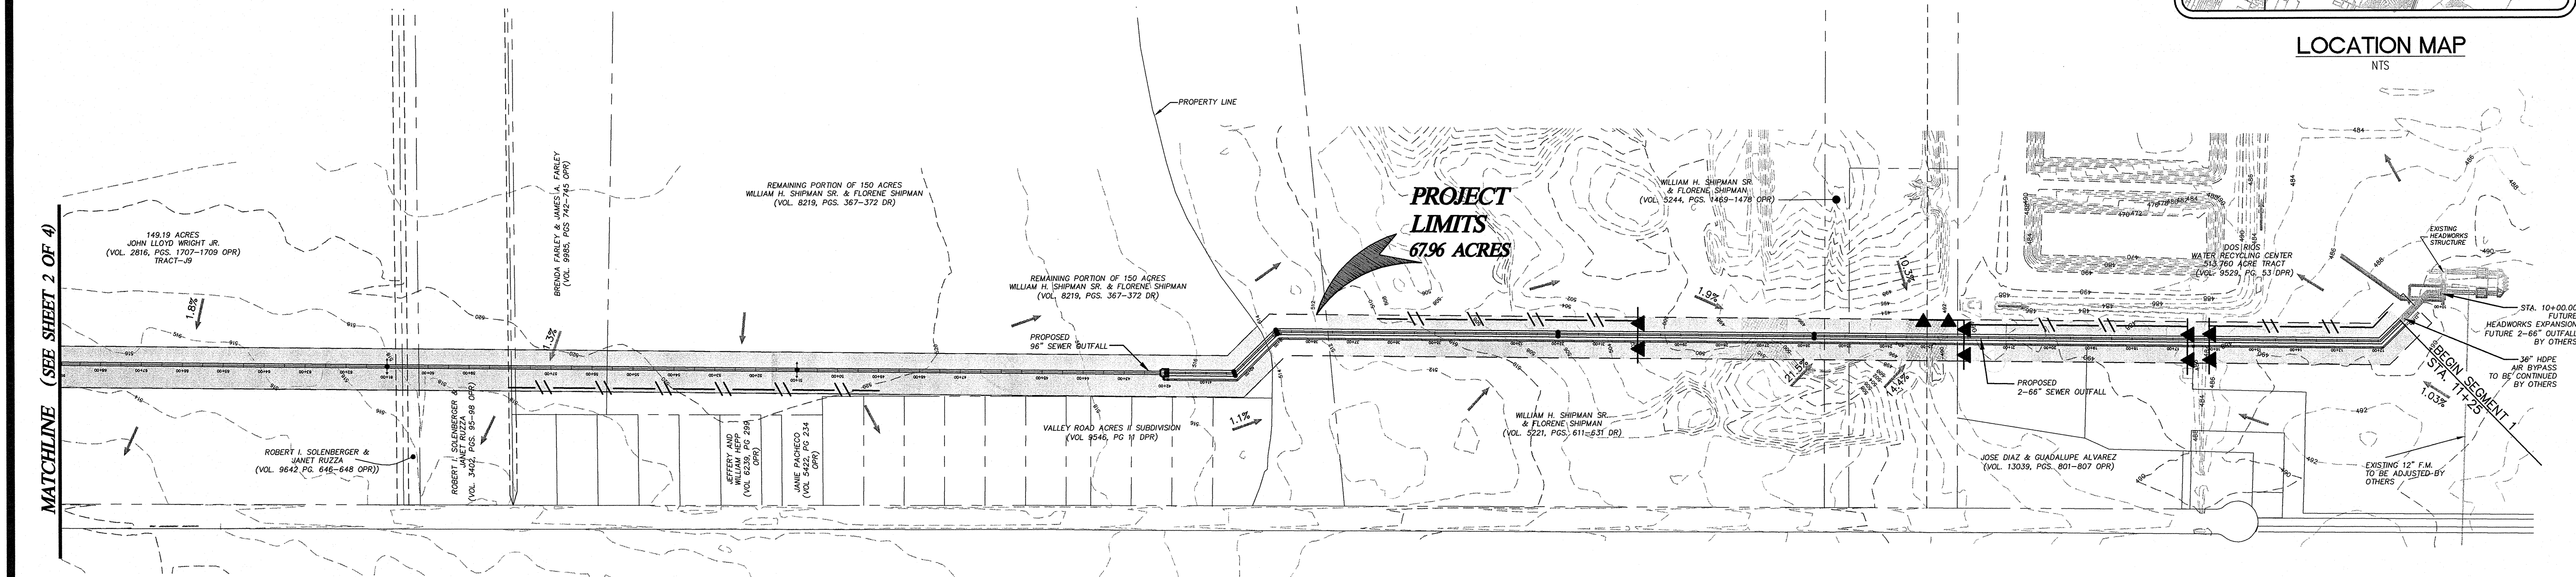 LOCATION MAP
NTS
PROPERTY LINE
PROJECT
LIMITS
67.96 ACRES
MATCHLINE (SEE SHEET 2 OF 4)
149.19 ACRES
JOHN LLOYD WRIGHT JR.
(VOL. 2816, PGS. 1707-1709 OPR)
TRACT-J9
1.8%
BRENDA FARLEY & JAMES A. FARLEY
(VOL. 9985, PGS 742-745 OPR)
1.3%
REMAINING PORTION OF 150 ACRES
WILLIAM H. SHIPMAN SR. & FLORENE SHIPMAN
(VOL. 8219, PGS. 367-372 DR)
REMAINING PORTION OF 150 ACRES
WILLIAM H. SHIPMAN SR. & FLORENE SHIPMAN
(VOL. 8219, PGS. 367-372 DR)
PROPOSED
96" SEWER OUTFALL
WILLIAM H. SHIPMAN SR.
& FLORENE SHIPMAN
(VOL. 5244, PGS. 1469-1478 OPR)
1.9%
10.3%
DOS RIOS
WATER RECYCLING CENTER
513.760 ACRE TRACT
(VOL. 9529, PG. 53 DPR)
EXISTING
HEADWORKS
STRUCTURE
STA. 10+00.00
FUTURE
HEADWORKS EXPANSION
FUTURE 2-66" OUTFALL
BY OTHERS
36" HDPE
AIR BYPASS
TO BE CONTINUED
BY OTHERS
BEGIN SEGMENT 1
STA. 11+25
1.03%
PROPOSED
2-66" SEWER OUTFALL
21.5%
14.4%
ROBERT I. SOLENBERGER &
JANET RUZZA
(VOL. 9642 PG. 646-648 OPR))
ROBERT I. SOLENBERGER &
JANET RUZZA
(VOL. 3402, PGS. 95-98 OPR)
JEFFERY AND
WILLIAM HEPP
(VOL 6239, PG 299
OPR)
JANIE PACHECO
(VOL 5422, PG 234
OPR)
VALLEY ROAD ACRES II SUBDIVISION
(VOL 9546, PG 11 DPR)
1.1%
WILLIAM H. SHIPMAN SR.
& FLORENE SHIPMAN
(VOL. 5221, PGS. 611-631 DR)
JOSE DIAZ & GUADALUPE ALVAREZ
(VOL. 13039, PGS. 801-807 OPR)
EXISTING 12" F.M.
TO BE ADJUSTED BY
OTHERS